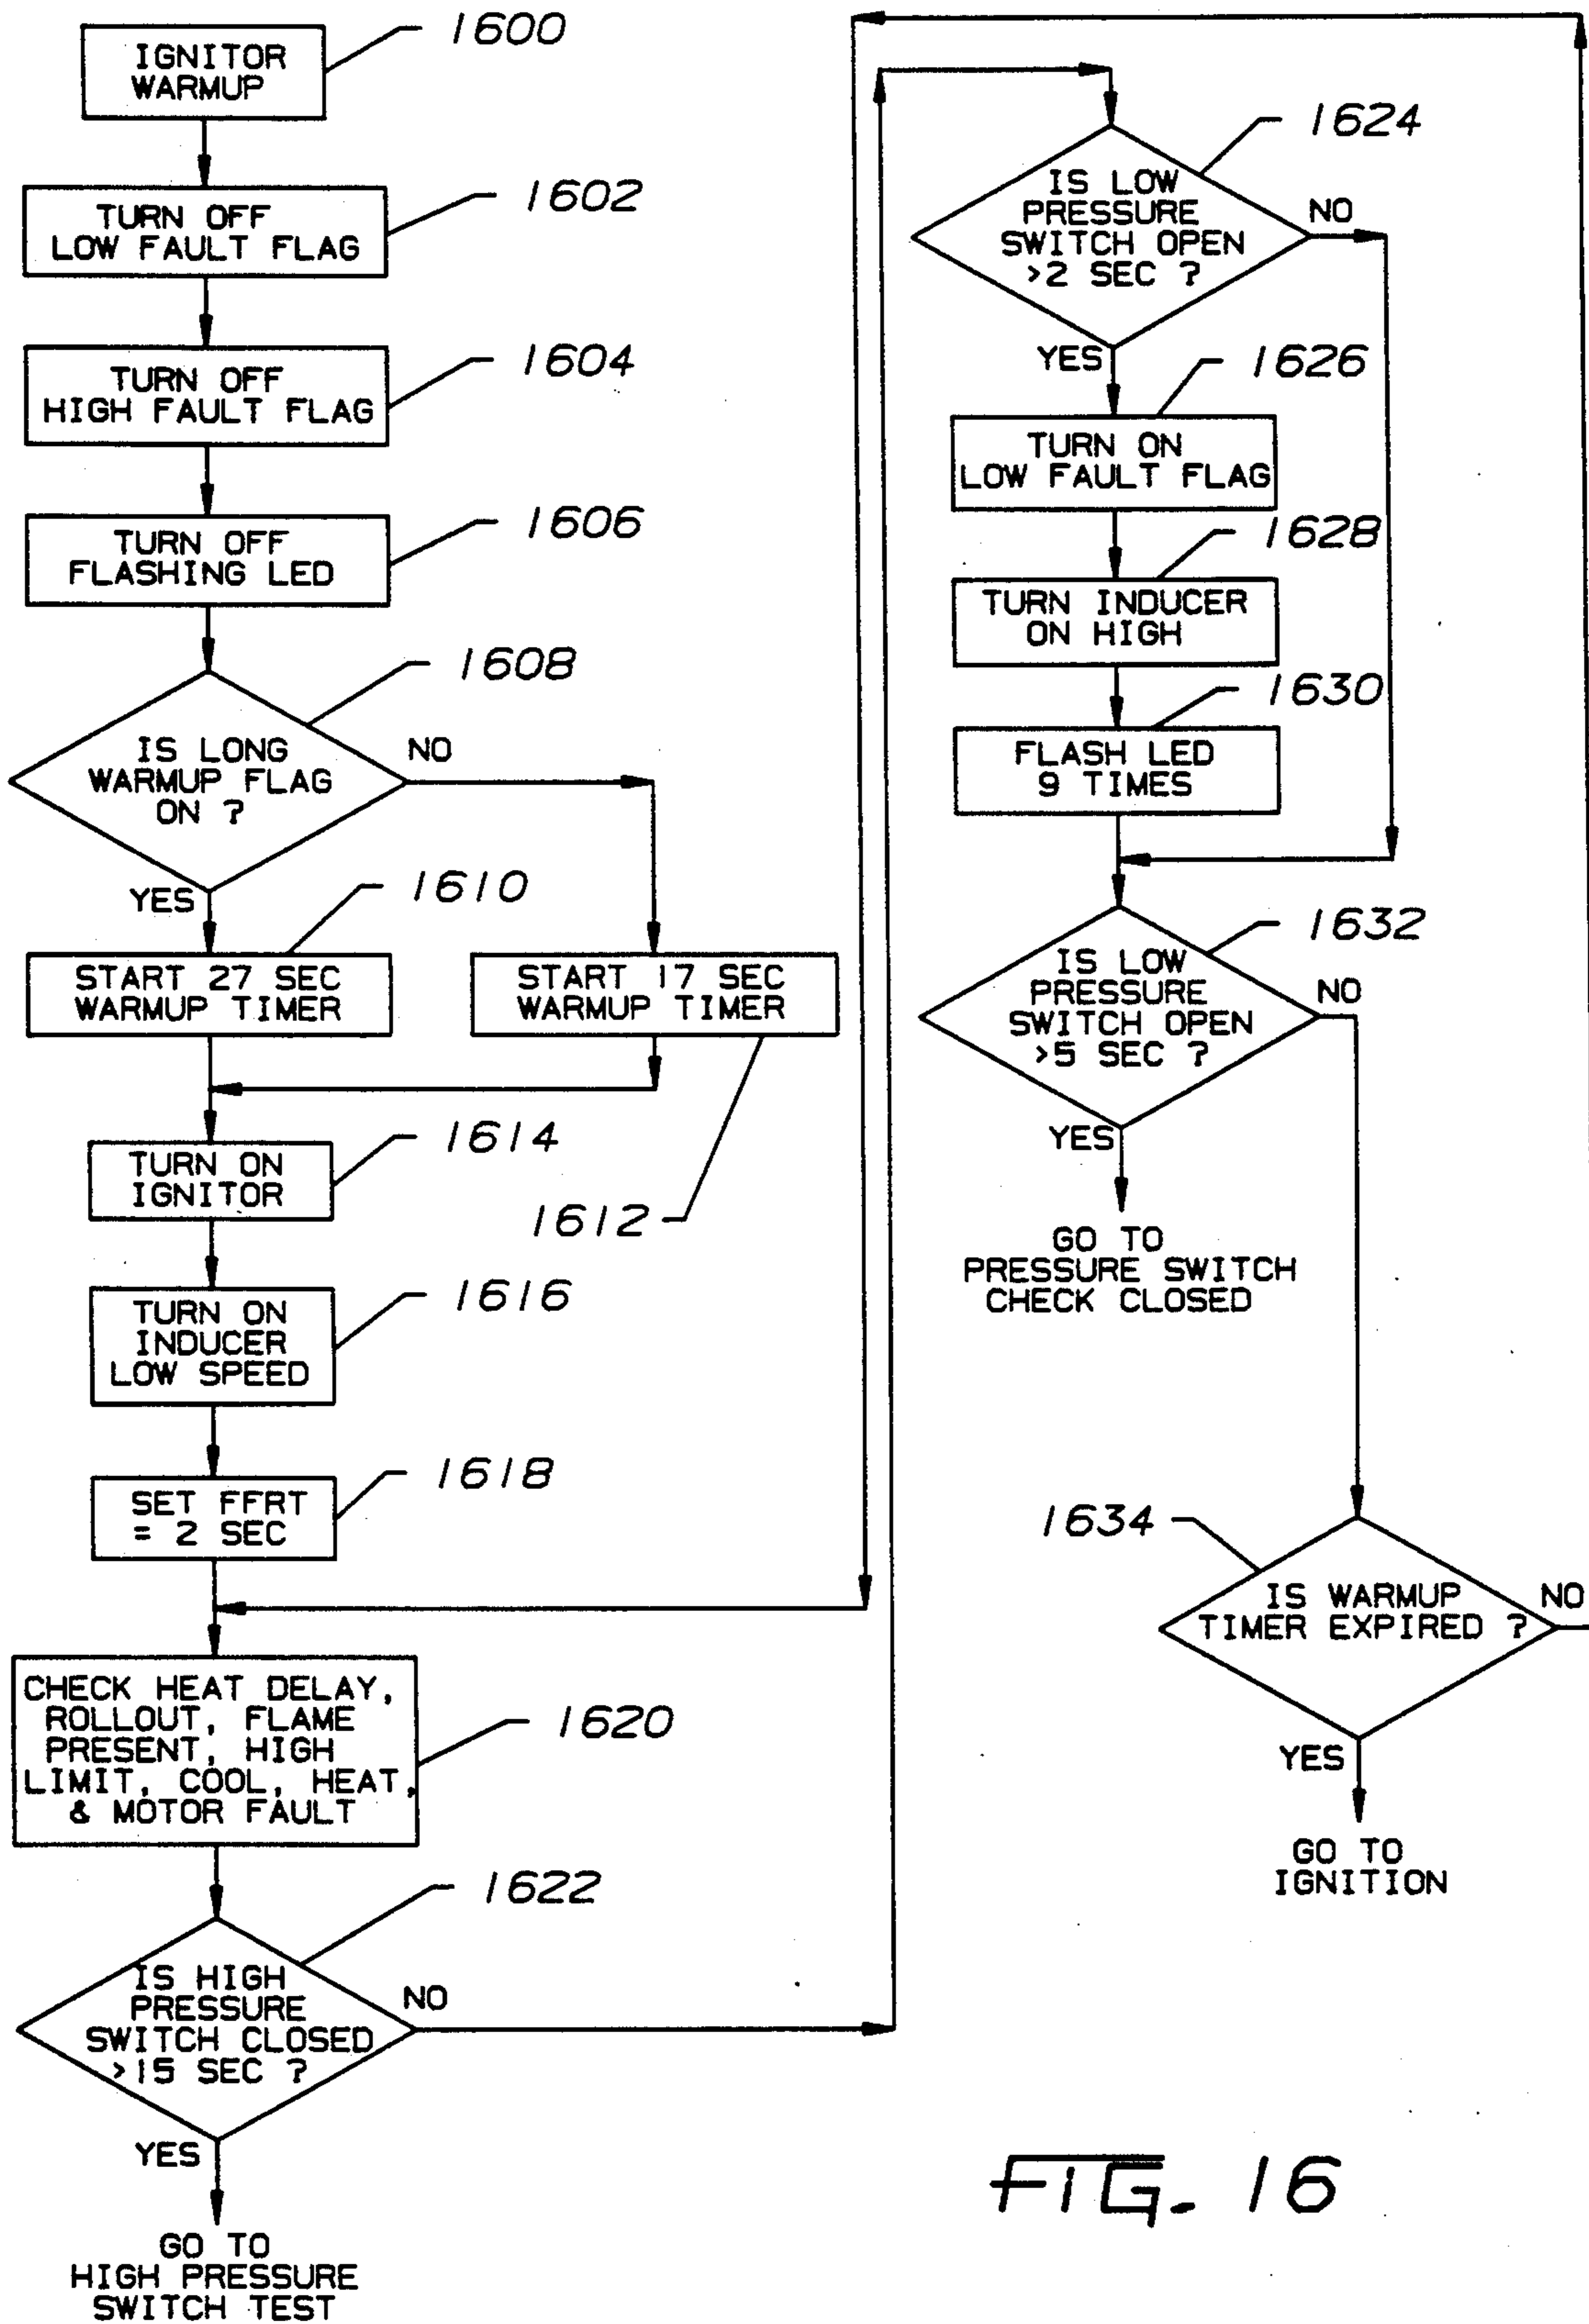 1600
IGNITOR
WARMUP
1602
TURN OFF
LOW FAULT FLAG
1604
TURN OFF
HIGH FAULT FLAG
1606
TURN OFF
FLASHING LED
1608
IS LONG
WARMUP FLAG
ON ?
NO
YES
1610
START 27 SEC
WARMUP TIMER
START 17 SEC
WARMUP TIMER
1612
1614
TURN ON
IGNITOR
1616
TURN ON
INDUCER
LOW SPEED
1618
SET FFRT
= 2 SEC
1620
CHECK HEAT DELAY,
ROLLOUT, FLAME
PRESENT, HIGH
LIMIT, COOL, HEAT,
& MOTOR FAULT
1622
IS HIGH
PRESSURE
SWITCH CLOSED
>15 SEC ?
NO
YES
GO TO
HIGH PRESSURE
SWITCH TEST
1624
IS LOW
PRESSURE
SWITCH OPEN
>2 SEC ?
NO
YES
1626
TURN ON
LOW FAULT FLAG
1628
TURN INDUCER
ON HIGH
1630
FLASH LED
9 TIMES
1632
IS LOW
PRESSURE
SWITCH OPEN
>5 SEC ?
NO
YES
GO TO
PRESSURE SWITCH
CHECK CLOSED
1634
IS WARMUP
TIMER EXPIRED ?
NO
YES
GO TO
IGNITION
FIG. 16